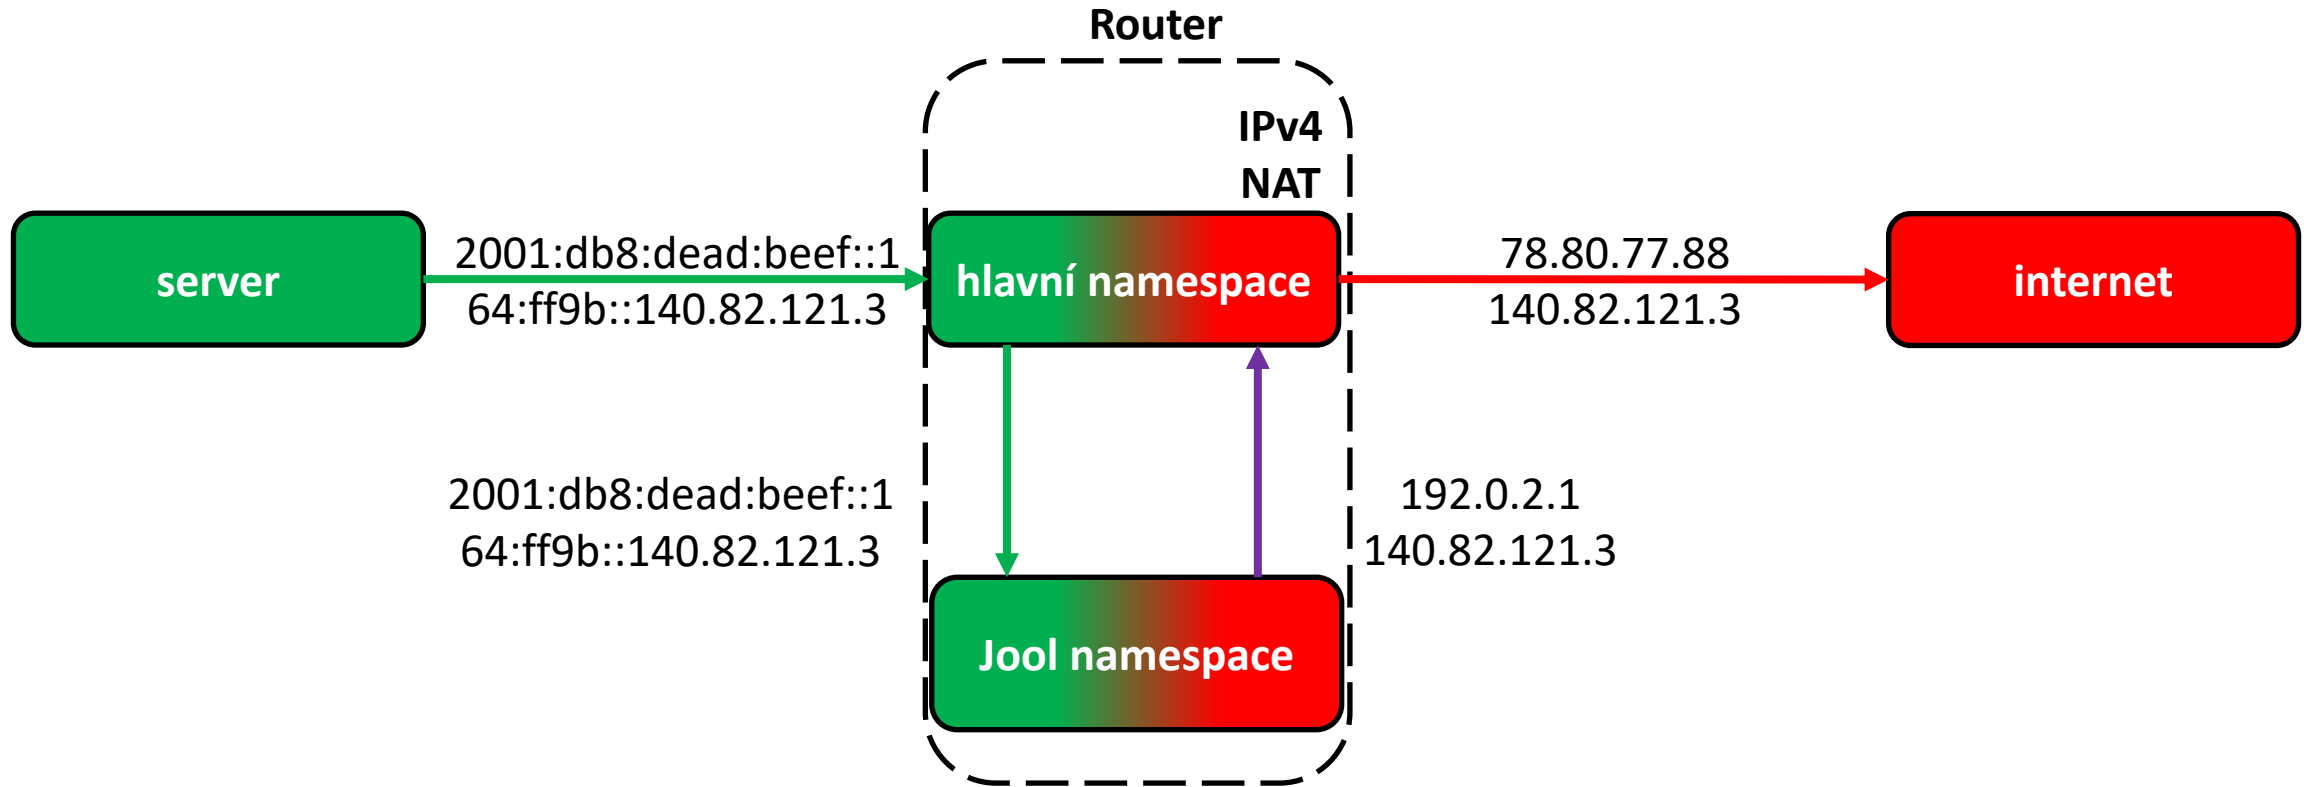 Router
IPv4
NAT
server
2001:db8:dead:beef::1
64:ff9b::140.82.121.3
hlavní namespace
78.80.77.88
140.82.121.3
internet
2001:db8:dead:beef::1
64:ff9b::140.82.121.3
192.0.2.1
140.82.121.3
Jool namespace